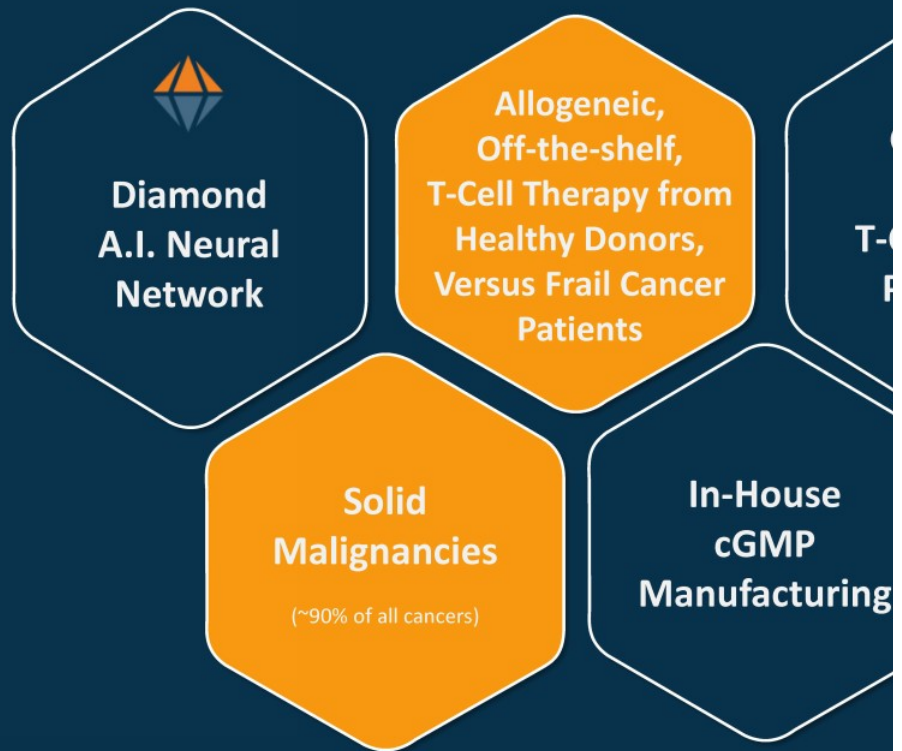 Diamond
A.I. Neural
Network
Allogeneic,
Off-the-shelf,
T-Cell Therapy from
Healthy Donors,
Versus Frail Cancer
Patients
Solid
Malignancies
(~90% of all cancers)
In-House
cGMP
Manufacturing